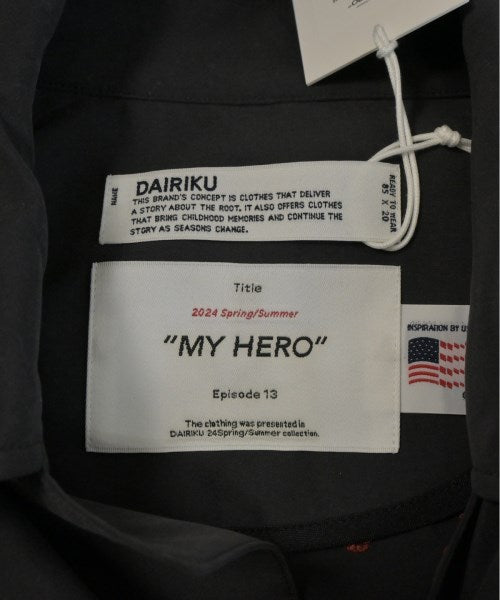 NAME
DAIRIKU
THIS BRAND'S CONCEPT IS CLOTHES THAT DELIVER
A STORY ABOUT THE ROOT, IT ALSO OFFERS CLOTHES
THAT BRING CHILDHOOD MEMORIES AND CONTINUE THE
STORY AS SEASONS CHANGE.
READY TO WEAR
85 X 20
Title
2024 Spring/Summer
"MY HERO"
Episode 13
The clothing was presented in
DAIRIKU 24Spring/Summer collection.
INSPIRATION BY